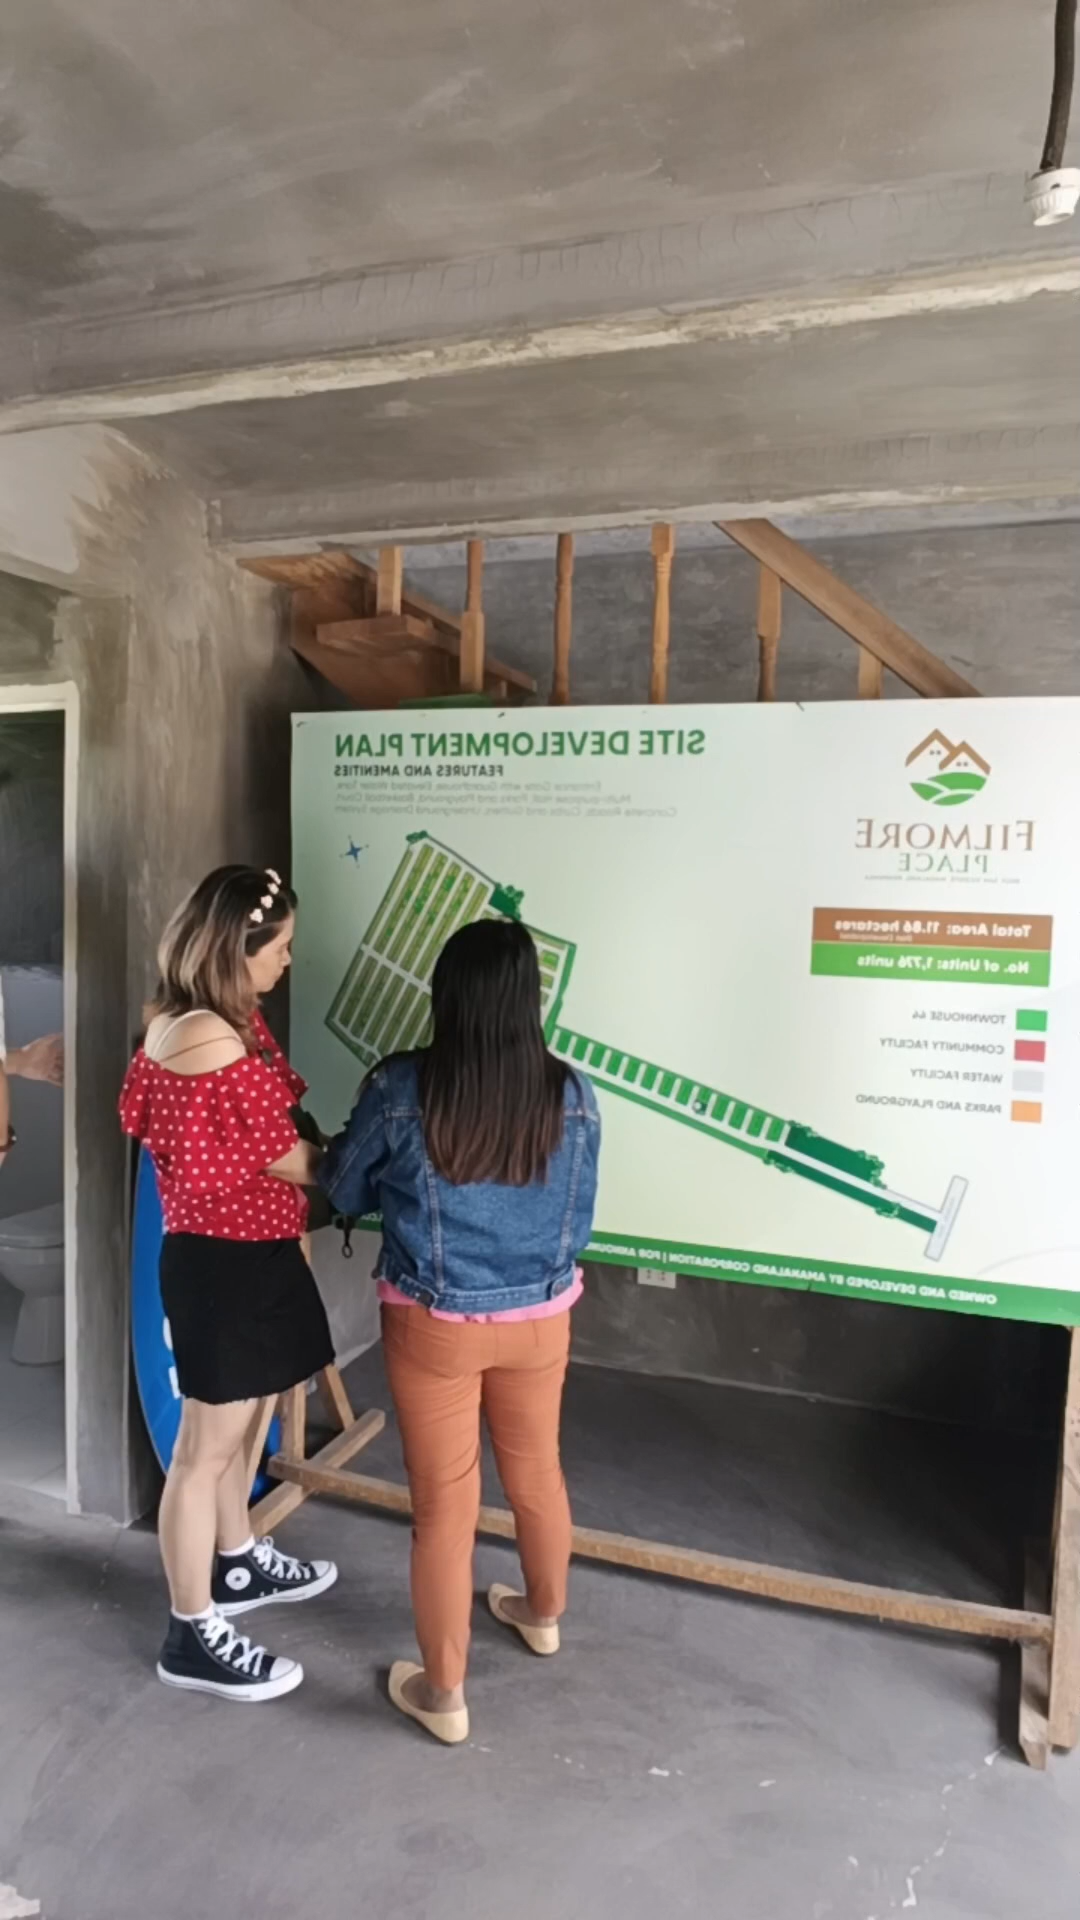 SITE DEVELOPMENT PLAN
FEATURES AND AMENITIES
Entrance Gate with Guardhouse, Elevated Water Tank,
Multi-purpose Hall, Parks and Playground, Basketball Court,
Concrete Roads, Curbs and Gutters, Underground Drainage System
FILMORE
PLACE
Total Area: 11.86 hectares
No. of Units: 1,776 units
TOWNHOUSE 44
COMMUNITY FACILITY
WATER FACILITY
PARKS AND PLAYGROUND
OWNED AND DEVELOPED BY AMAHALAND CORPORATION | FOR